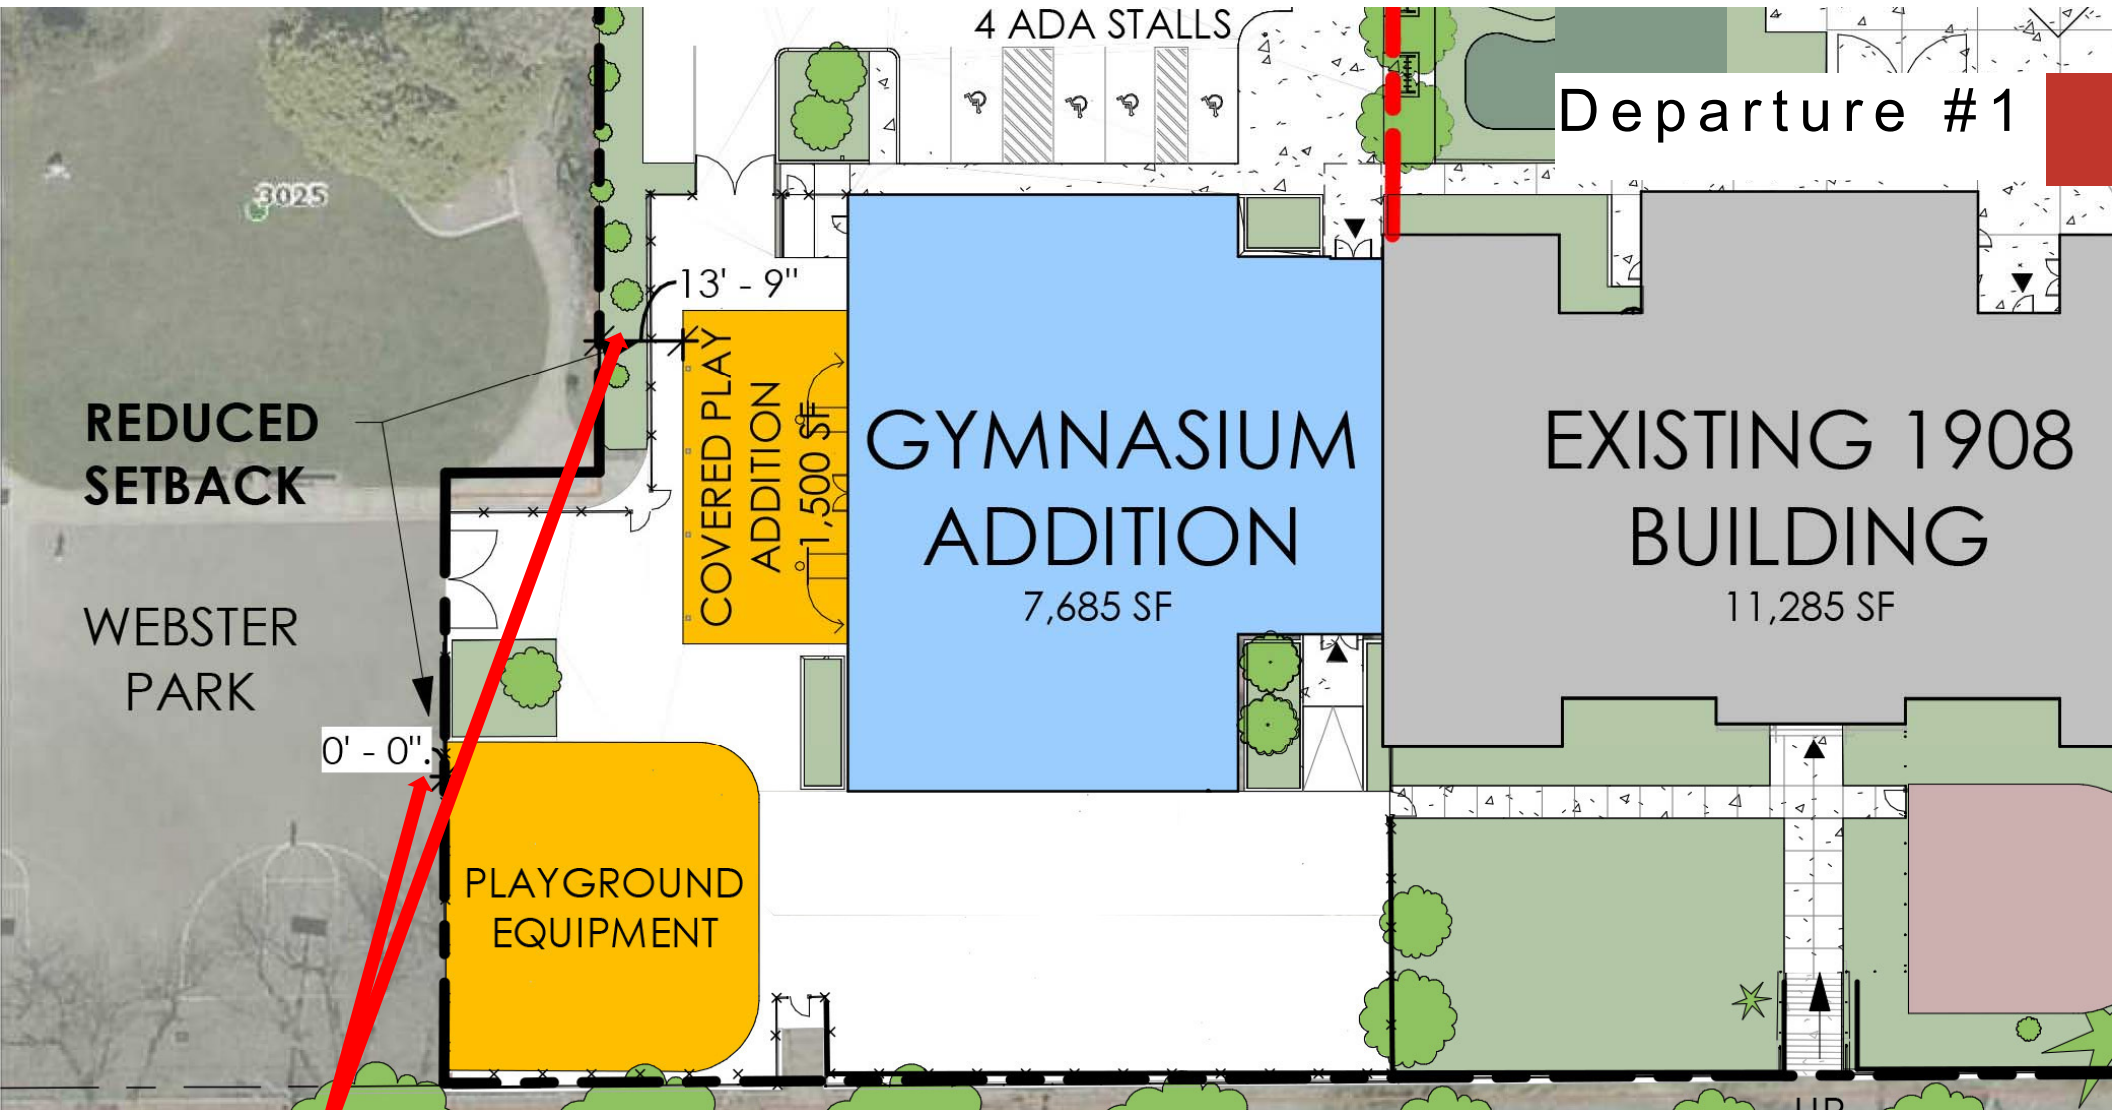 4 ADA STALLS
Departure #1
3025
13' - 9"
REDUCED
SETBACK
COVERED PLAY
ADDITION
1,500 SF
GYMNASIUM
ADDITION
7,685 SF
EXISTING 1908
BUILDING
11,285 SF
WEBSTER
PARK
0' - 0"
PLAYGROUND
EQUIPMENT
UP